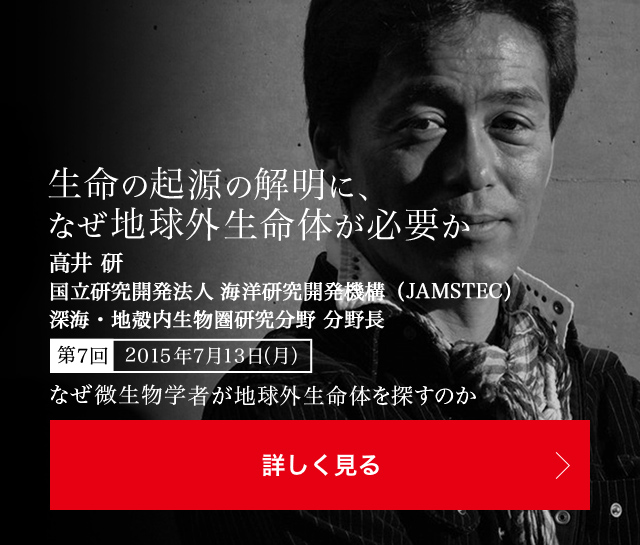 生命の起源の解明に、
なぜ地球外生命体が必要か
高井 研
国立研究開発法人 海洋研究開発機構（JAMSTEC）
深海・地殻内生物圏研究分野 分野長
第7回 2015年7月13日(月)
なぜ微生物学者が地球外生命体を探すのか
詳しく見る